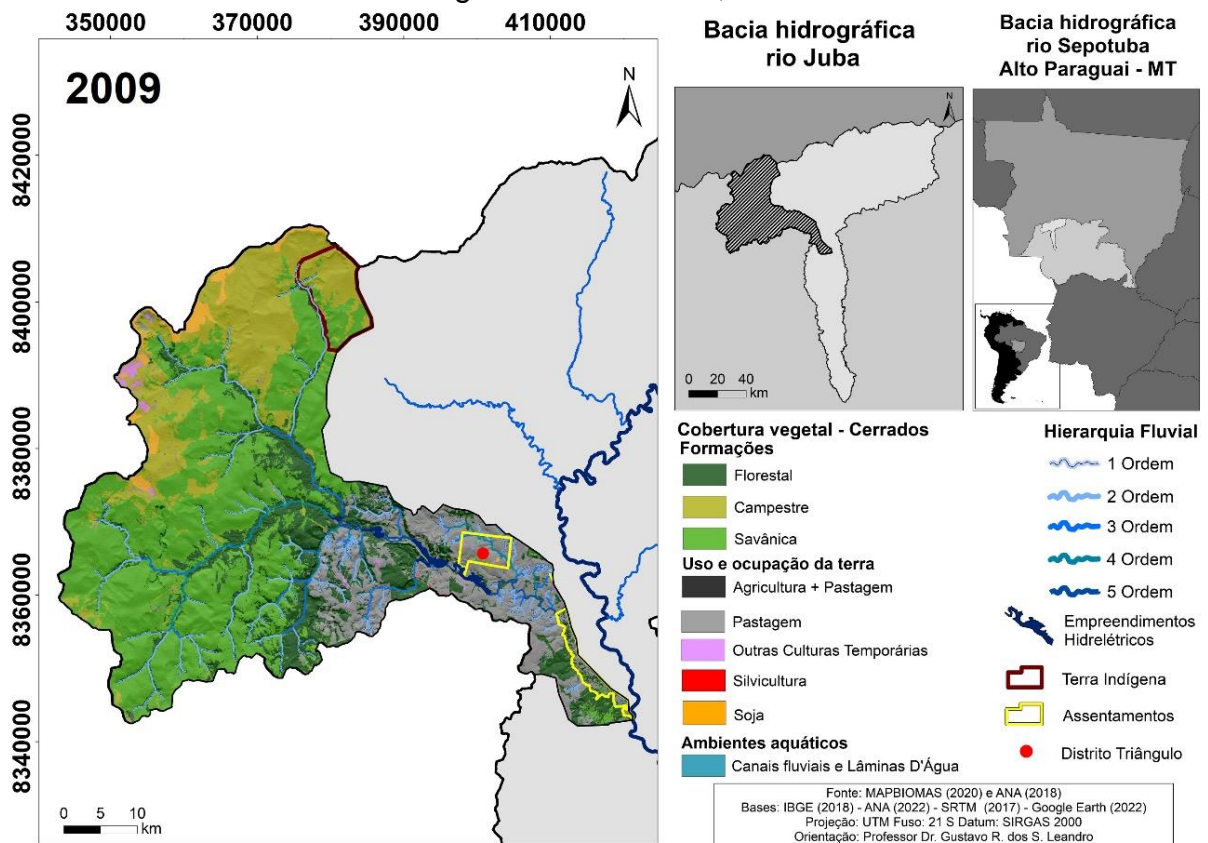 350000 370000 390000 410000
2009
N
8420000
8400000
8380000
8360000
8340000
0 5 10
km
Bacia hidrográfica
rio Juba
N
0 20 40
km
Bacia hidrográfica
rio Sepotuba
Alto Paraguai - MT
Cobertura vegetal - Cerrados
Formações
Florestal
Campestre
Savânica
Uso e ocupação da terra
Agricultura + Pastagem
Pastagem
Outras Culturas Temporárias
Silvicultura
Soja
Ambientes aquáticos
Canais fluviais e Lâminas D'Água
Hierarquia Fluvial
1 Ordem
2 Ordem
3 Ordem
4 Ordem
5 Ordem
Empreendimentos
Hidrelétricos
Terra Indígena
Assentamentos
Distrito Triângulo
Fonte: MAPBIOMAS (2020) e ANA (2018)
Bases: IBGE (2018) - ANA (2022) - SRTM (2017) - Google Earth (2022)
Projeção: UTM Fuso: 21 S Datum: SIRGAS 2000
Orientação: Professor Dr. Gustavo R. dos S. Leandro